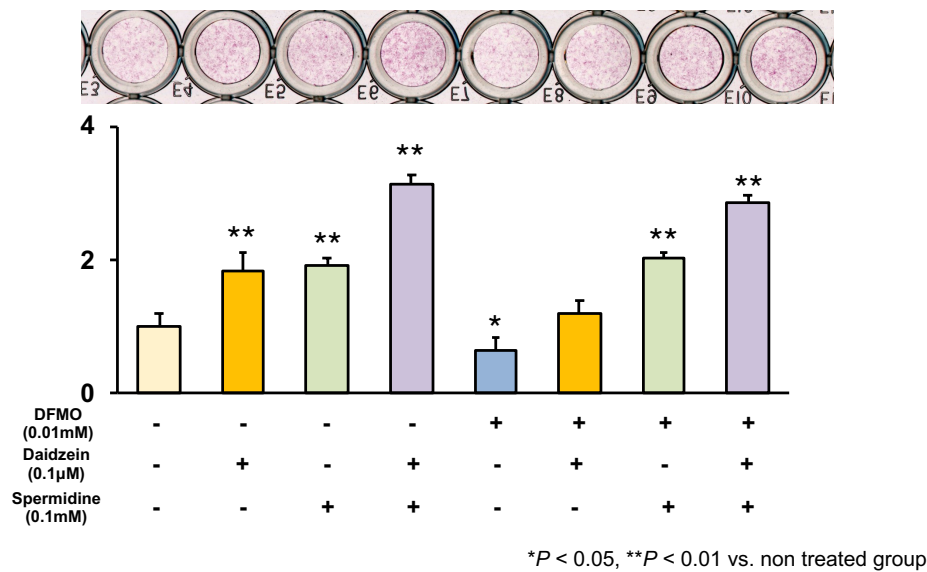 E3 E4 E5 E6 E7 E8 E9 E10
4
2
0
** ** ** * ** **
DFMO
(0.01mM) - - - - + + + +
Daidzein
(0.1µM) - + - + - + - +
Spermidine
(0.1mM) - - + + - - + +
*P < 0.05, **P < 0.01 vs. non treated group